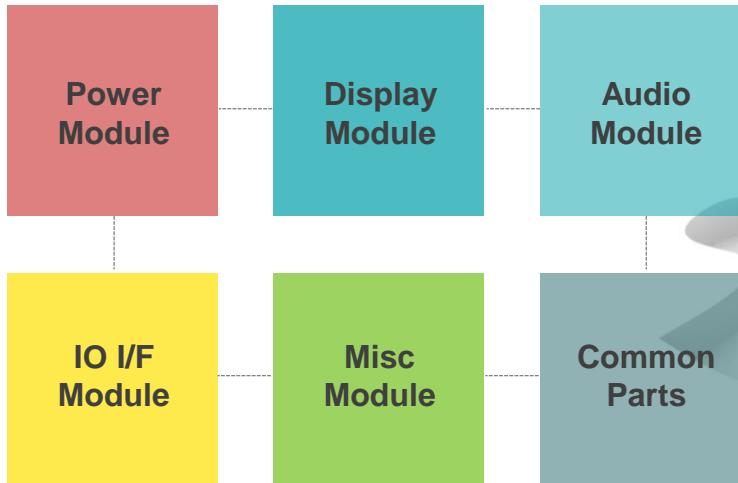 Power
Module
Display
Module
Audio
Module
IO I/F
Module
Misc
Module
Common
Parts